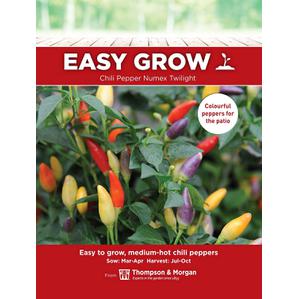 EASY GROW
Chili Pepper Numex Twilight
Colourful
peppers for
the patio
Easy to grow, medium-hot chili peppers
Sow: Mar-Apr Harvest: Jul-Oct
From Thompson & Morgan
Experts in the garden since 1855